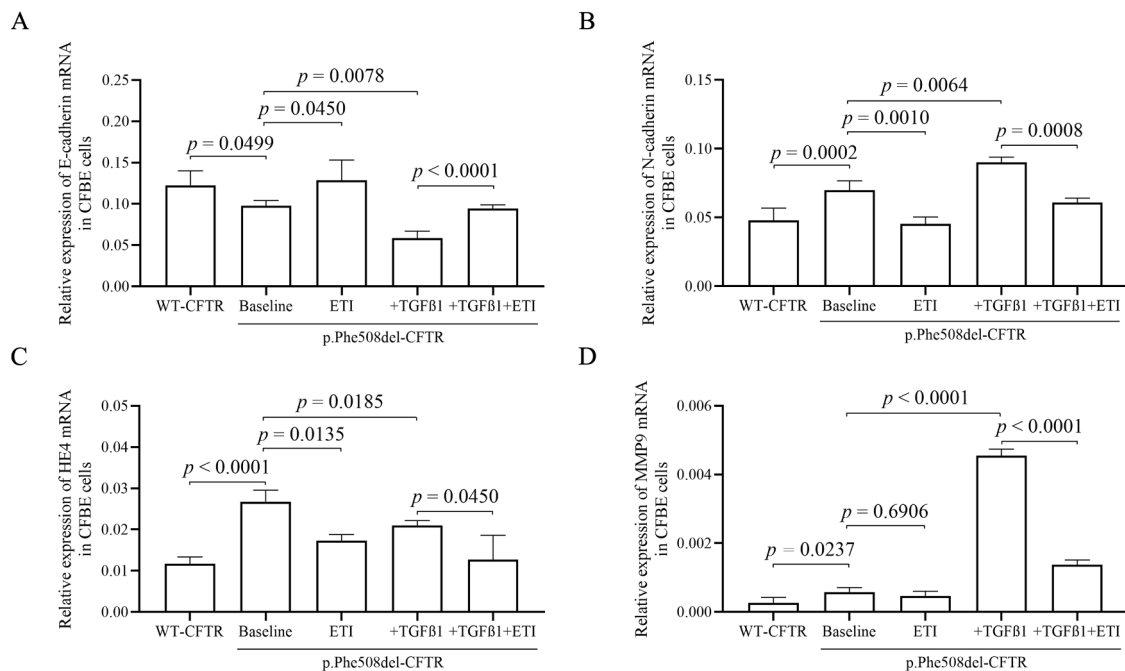 A
Relative expression of E-cadherin mRNA
in CFBE cells
0.25
0.20
0.15
0.10
0.05
0.00
p = 0.0078
p = 0.0450
p = 0.0499
p < 0.0001
WT-CFTR Baseline ETI +TGFß1 +TGFß1+ETI
p.Phe508del-CFTR
B
Relative expression of N-cadherin mRNA
in CFBE cells
0.15
0.10
0.05
0.00
p = 0.0064
p = 0.0010
p = 0.0008
p = 0.0002
WT-CFTR Baseline ETI +TGFß1 +TGFß1+ETI
p.Phe508del-CFTR
C
Relative expression of HE4 mRNA
in CFBE cells
0.05
0.04
0.03
0.02
0.01
0.00
p = 0.0185
p = 0.0135
p < 0.0001
p = 0.0450
WT-CFTR Baseline ETI +TGFß1 +TGFß1+ETI
p.Phe508del-CFTR
D
Relative expression of MMP9 mRNA
in CFBE cells
0.006
0.004
0.002
0.000
p < 0.0001
p < 0.0001
p = 0.6906
p = 0.0237
WT-CFTR Baseline ETI +TGFß1 +TGFß1+ETI
p.Phe508del-CFTR